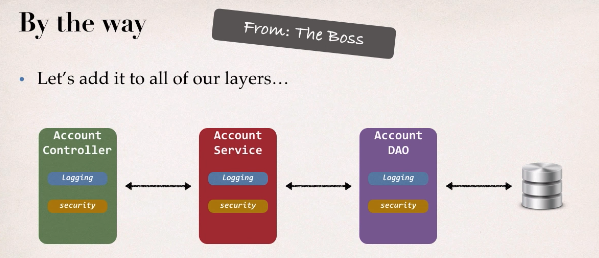 By the way
From: The Boss
• Let’s add it to all of our layers…
Account Controller
logging
security
Account Service
logging
security
Account DAO
logging
security